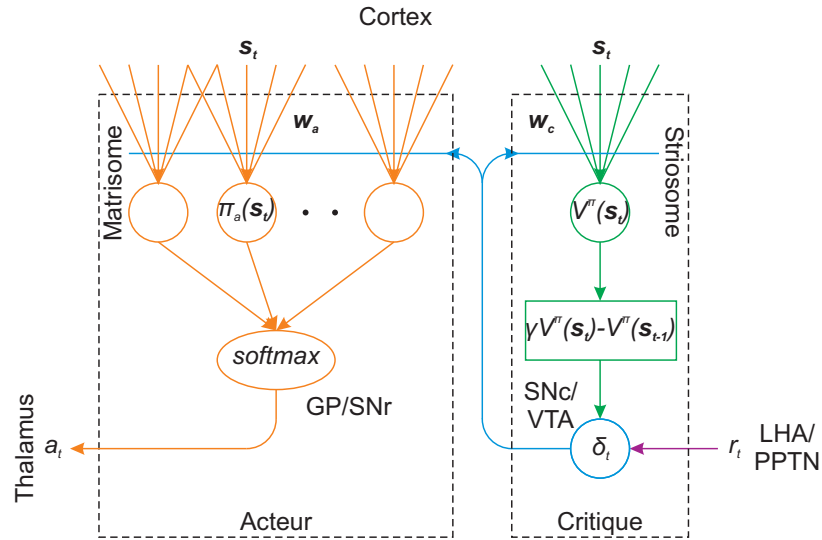 Cortex
s_t
s_t
w_a
w_c
Matrisome
Striosome
π_a(s_t)
V^π(s_t)
γV^π(s_t)-V^π(s_{t-1})
softmax
GP/SNr
SNc/
VTA
δ_t
r_t
LHA/
PPTN
a_t
Thalamus
Acteur
Critique